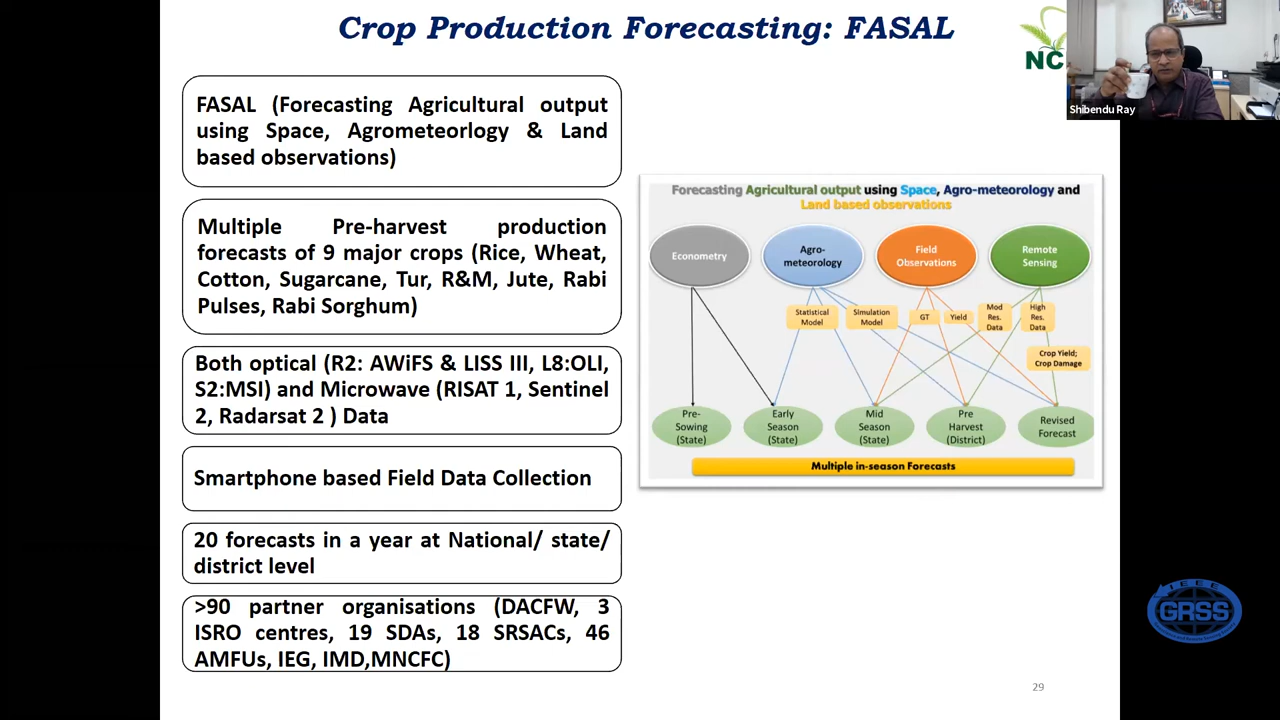 Crop Production Forecasting: FASAL
NC
Shibendu Ray
FASAL (Forecasting Agricultural output
using Space, Agrometeorlogy & Land
based observations)
Multiple Pre-harvest production
forecasts of 9 major crops (Rice, Wheat,
Cotton, Sugarcane, Tur, R&M, Jute, Rabi
Pulses, Rabi Sorghum)
Both optical (R2: AWiFS & LISS III, L8:OLI,
S2:MSI) and Microwave (RISAT 1, Sentinel
2, Radarsat 2 ) Data
Smartphone based Field Data Collection
20 forecasts in a year at National/ state/
district level
>90 partner organisations (DACFW, 3
ISRO centres, 19 SDAs, 18 SRSACs, 46
AMFUs, IEG, IMD,MNCFC)
Forecasting Agricultural output using Space, Agro-meteorology and
Land based observations
Econometry
Agro-
meteorology
Field
Observations
Remote
Sensing
Statistical
Model
Simulation
Model
GT
Yield
Mod
Res.
Data
High
Res.
Data
Crop Yield;
Crop Damage
Pre-
Sowing
(State)
Early
Season
(State)
Mid
Season
(State)
Pre
Harvest
(District)
Revised
Forecast
Multiple in-season Forecasts
IEEE
GRSS
29